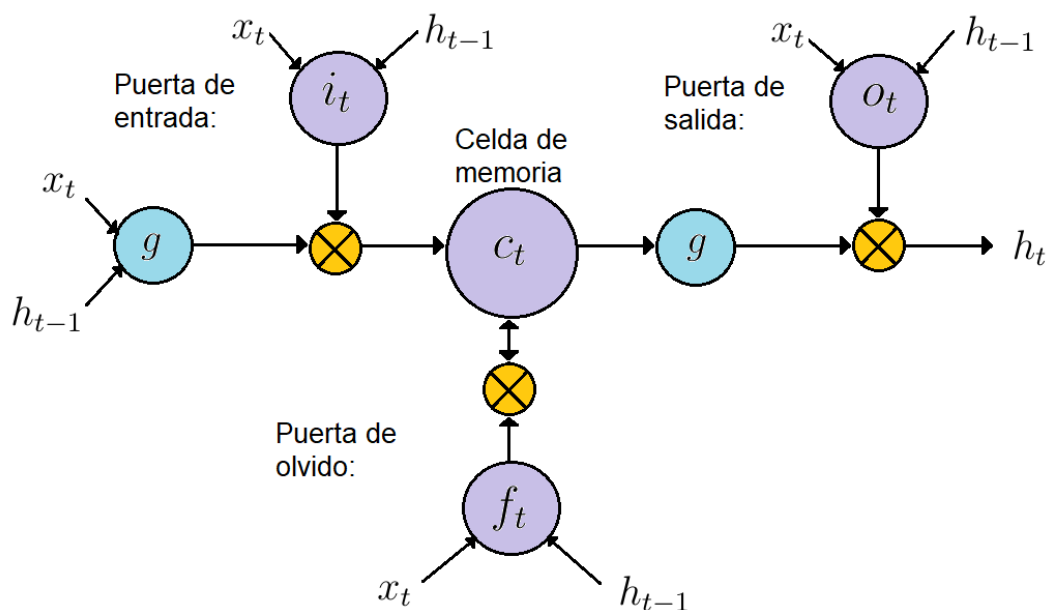 x_t h_{t-1}
Puerta de
entrada:
i_t
x_t h_{t-1}
Puerta de
salida:
o_t
Celda de
memoria
x_t
g
h_{t-1}
c_t
g
h_t
Puerta de
olvido:
f_t
x_t h_{t-1}